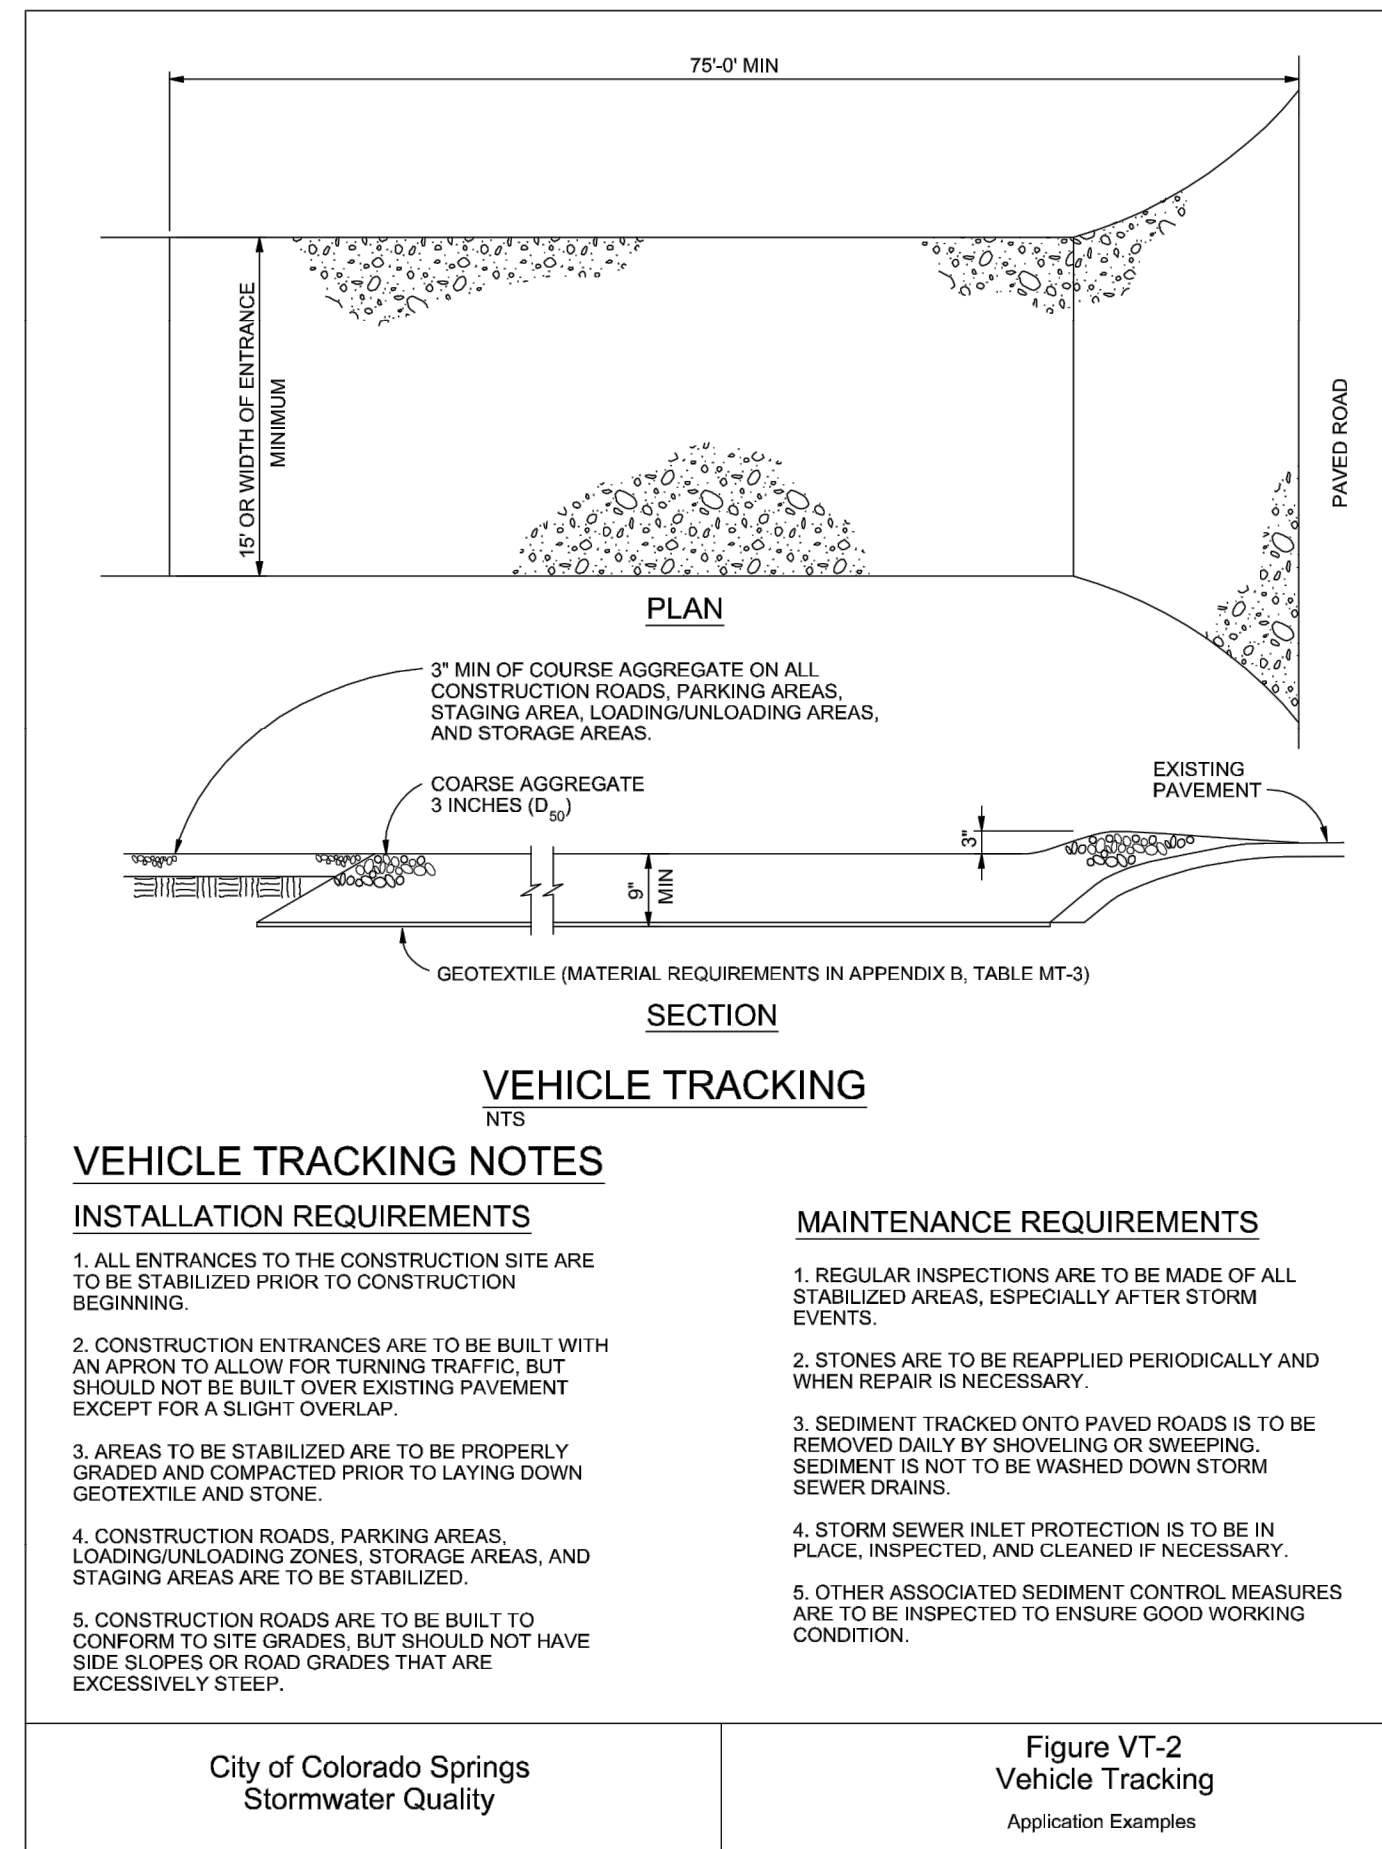 75'-0' MIN
15' OR WIDTH OF ENTRANCE
MINIMUM
PAVED ROAD
PLAN
3" MIN OF COURSE AGGREGATE ON ALL
CONSTRUCTION ROADS, PARKING AREAS,
STAGING AREA, LOADING/UNLOADING AREAS,
AND STORAGE AREAS.
COARSE AGGREGATE
3 INCHES (D50)
EXISTING
PAVEMENT
3"
9"
MIN
GEOTEXTILE (MATERIAL REQUIREMENTS IN APPENDIX B, TABLE MT-3)
SECTION
VEHICLE TRACKING
NTS
VEHICLE TRACKING NOTES
INSTALLATION REQUIREMENTS
1. ALL ENTRANCES TO THE CONSTRUCTION SITE ARE
TO BE STABILIZED PRIOR TO CONSTRUCTION
BEGINNING.
2. CONSTRUCTION ENTRANCES ARE TO BE BUILT WITH
AN APRON TO ALLOW FOR TURNING TRAFFIC, BUT
SHOULD NOT BE BUILT OVER EXISTING PAVEMENT
EXCEPT FOR A SLIGHT OVERLAP.
3. AREAS TO BE STABILIZED ARE TO BE PROPERLY
GRADED AND COMPACTED PRIOR TO LAYING DOWN
GEOTEXTILE AND STONE.
4. CONSTRUCTION ROADS, PARKING AREAS,
LOADING/UNLOADING ZONES, STORAGE AREAS, AND
STAGING AREAS ARE TO BE STABILIZED.
5. CONSTRUCTION ROADS ARE TO BE BUILT TO
CONFORM TO SITE GRADES, BUT SHOULD NOT HAVE
SIDE SLOPES OR ROAD GRADES THAT ARE
EXCESSIVELY STEEP.
MAINTENANCE REQUIREMENTS
1. REGULAR INSPECTIONS ARE TO BE MADE OF ALL
STABILIZED AREAS, ESPECIALLY AFTER STORM
EVENTS.
2. STONES ARE TO BE REAPPLIED PERIODICALLY AND
WHEN REPAIR IS NECESSARY.
3. SEDIMENT TRACKED ONTO PAVED ROADS IS TO BE
REMOVED DAILY BY SHOVELING OR SWEEPING.
SEDIMENT IS NOT TO BE WASHED DOWN STORM
SEWER DRAINS.
4. STORM SEWER INLET PROTECTION IS TO BE IN
PLACE, INSPECTED, AND CLEANED IF NECESSARY.
5. OTHER ASSOCIATED SEDIMENT CONTROL MEASURES
ARE TO BE INSPECTED TO ENSURE GOOD WORKING
CONDITION.
City of Colorado Springs
Stormwater Quality
Figure VT-2
Vehicle Tracking
Application Examples